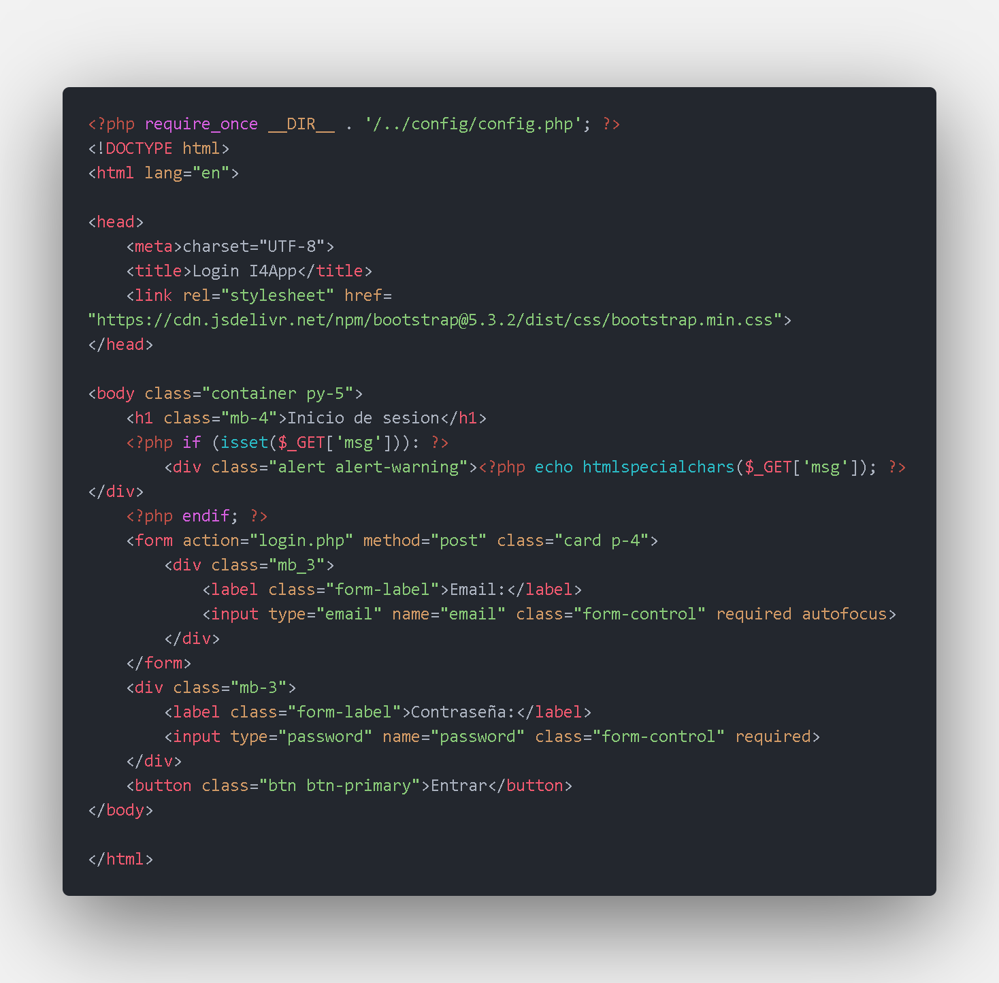 <?php require_once __DIR__ . '/../config/config.php'; ?>
<!DOCTYPE html>
<html lang="en">
<head>
    <meta>charset="UTF-8">
    <title>Login I4App</title>
    <link rel="stylesheet" href=
"https://cdn.jsdelivr.net/npm/bootstrap@5.3.2/dist/css/bootstrap.min.css">
</head>
<body class="container py-5">
    <h1 class="mb-4">Inicio de sesion</h1>
    <?php if (isset($_GET['msg'])): ?>
        <div class="alert alert-warning"><?php echo htmlspecialchars($_GET['msg']); ?>
</div>
    <?php endif; ?>
    <form action="login.php" method="post" class="card p-4">
        <div class="mb_3">
            <label class="form-label">Email:</label>
            <input type="email" name="email" class="form-control" required autofocus>
        </div>
    </form>
    <div class="mb-3">
        <label class="form-label">Contraseña:</label>
        <input type="password" name="password" class="form-control" required>
    </div>
    <button class="btn btn-primary">Entrar</button>
</body>
</html>